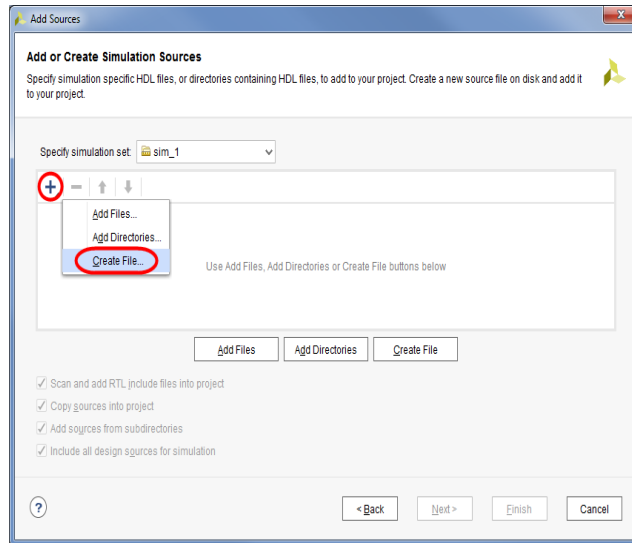 Add Sources
Add or Create Simulation Sources
Specify simulation specific HDL files, or directories containing HDL files, to add to your project. Create a new source file on disk and add it
to your project.
Specify simulation set: sim_1
Add Files...
Add Directories...
Create File...
Use Add Files, Add Directories or Create File buttons below
Add Files Add Directories Create File
Scan and add RTL include files into project
Copy sources into project
Add sources from subdirectories
Include all design sources for simulation
? < Back Next > Finish Cancel